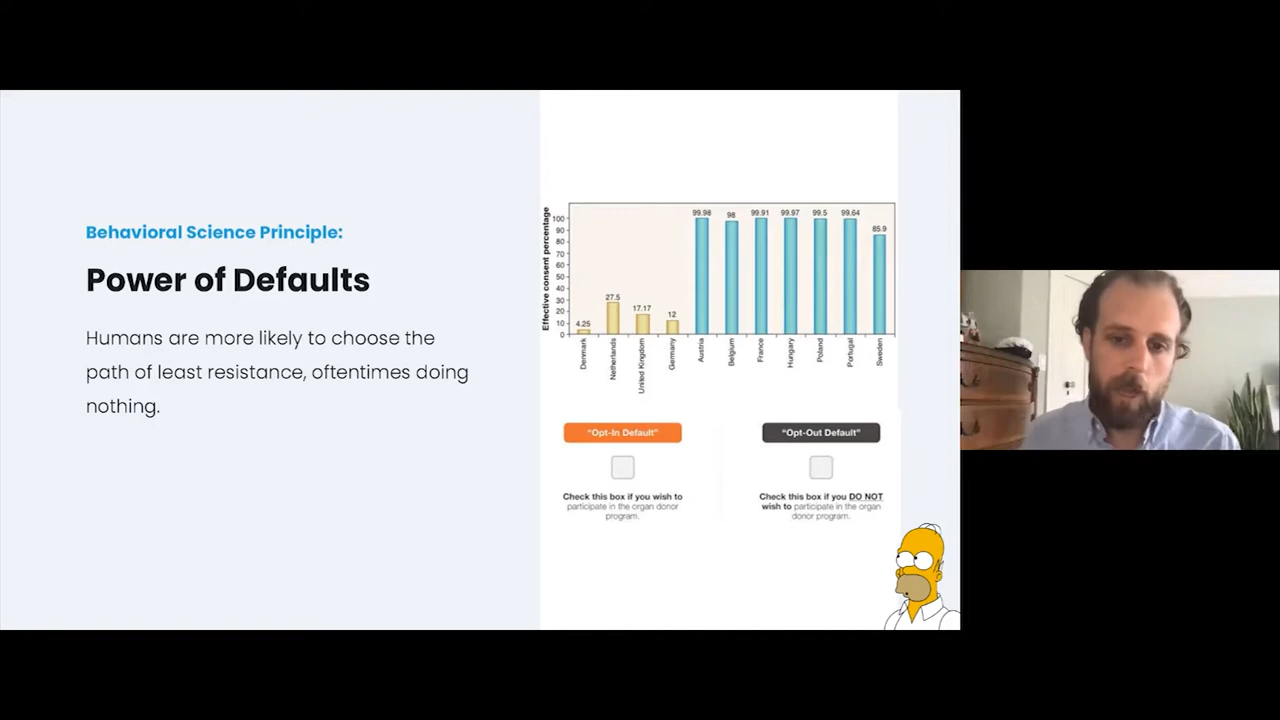 Behavioral Science Principle:
Power of Defaults
Humans are more likely to choose the
path of least resistance, oftentimes doing
nothing.
Effective consent percentage
100
90
80
70
60
50
40
30
20
10
0
4.25
27.5
17.17
12
99.98
98
99.91
99.97
99.5
99.64
85.9
Denmark
Netherlands
United Kingdom
Germany
Austria
Belgium
France
Hungary
Poland
Portugal
Sweden
"Opt-In Default"
Check this box if you wish to
participate in the organ donor
program.
"Opt-Out Default"
Check this box if you DO NOT
wish to participate in the organ
donor program.